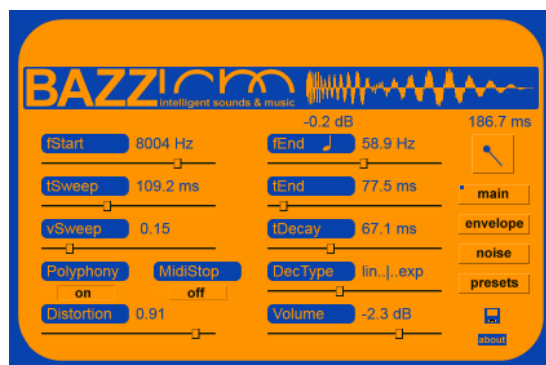 BAZZ ism
intelligent sounds & music
-0.2 dB 186.7 ms
fStart 8004 Hz fEnd 58.9 Hz
tSweep 109.2 ms tEnd 77.5 ms main
vSweep 0.15 tDecay 67.1 ms envelope
noise
Polyphony MidiStop DecType lin..|..exp
presets
on off
Distortion 0.91 Volume -2.3 dB
about